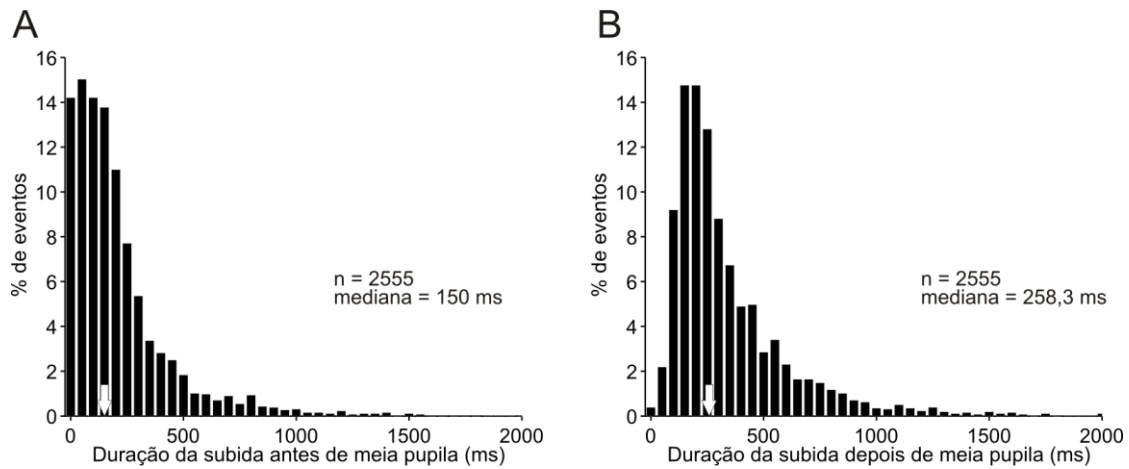 A
16
14
12
10
8
6
4
2
0
% de eventos
n = 2555
mediana = 150 ms
0 500 1000 1500 2000
Duração da subida antes de meia pupila (ms)
B
16
14
12
10
8
6
4
2
0
% de eventos
n = 2555
mediana = 258,3 ms
0 500 1000 1500 2000
Duração da subida depois de meia pupila (ms)